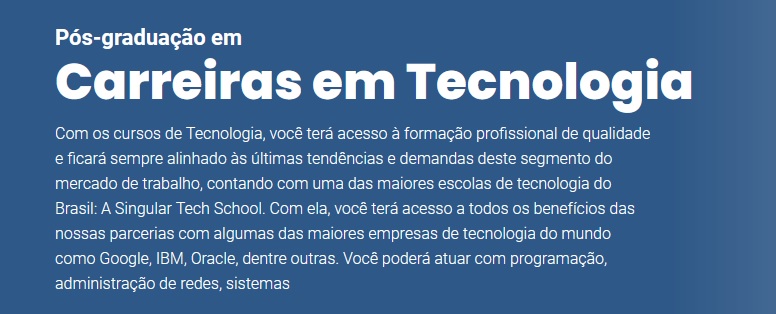 Pós-graduação em
Carreiras em Tecnologia
Com os cursos de Tecnologia, você terá acesso à formação profissional de qualidade
e ficará sempre alinhado às últimas tendências e demandas deste segmento do
mercado de trabalho, contando com uma das maiores escolas de tecnologia do
Brasil: A Singular Tech School. Com ela, você terá acesso a todos os benefícios das
nossas parcerias com algumas das maiores empresas de tecnologia do mundo
como Google, IBM, Oracle, dentre outras. Você poderá atuar com programação,
administração de redes, sistemas